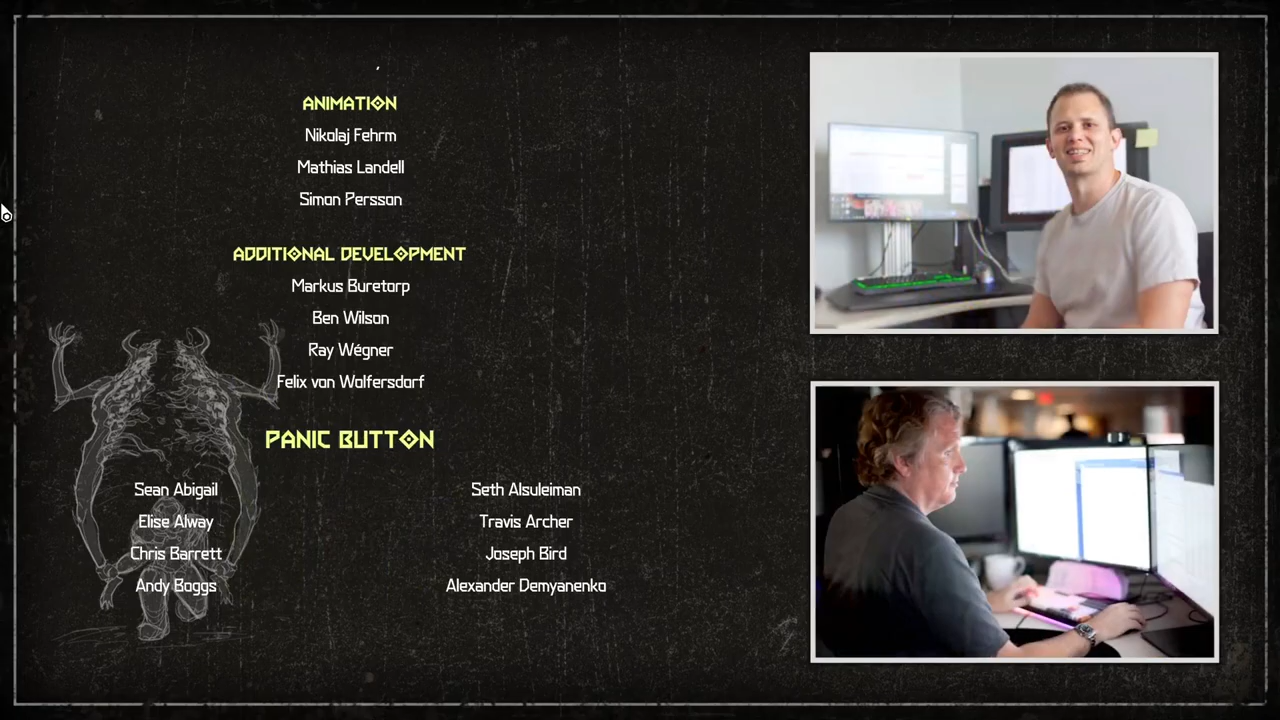 ANIMATION
Nikolaj Fehrm
Mathias Landell
Simon Persson
ADDITIONAL DEVELOPMENT
Markus Buretorp
Ben Wilson
Ray Wégner
Felix von Wolfersdorf
PANIC BUTTON
Sean Abigail
Seth Alsuleiman
Elise Alway
Travis Archer
Chris Barrett
Joseph Bird
Andy Boggs
Alexander Demyanenko